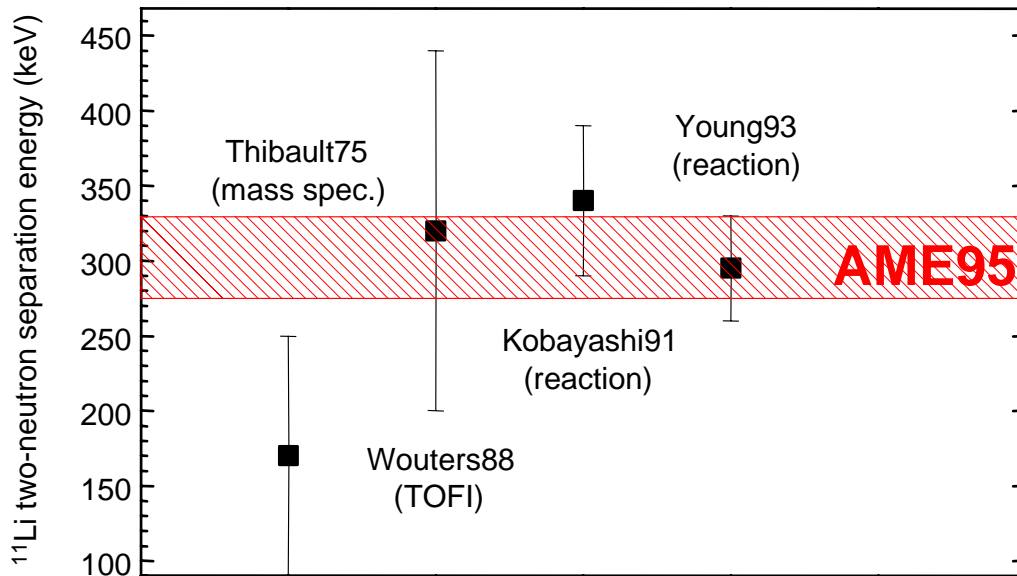 ¹¹Li two-neutron separation energy (keV)
450
400
350
300
250
200
150
100
Thibault75
(mass spec.)
Young93
(reaction)
AME95
Kobayashi91
(reaction)
Wouters88
(TOFI)